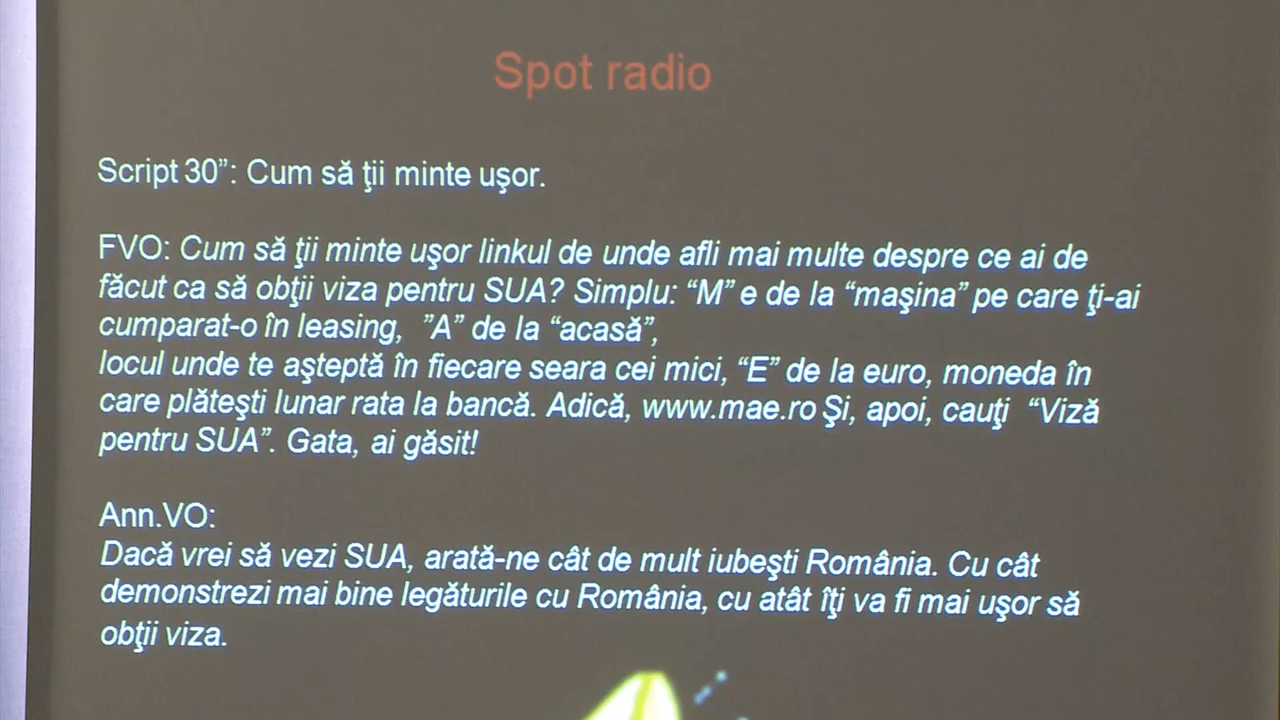 Spot radio
Script 30”: Cum să ţii minte uşor.
FVO: Cum să ţii minte uşor linkul de unde afli mai multe despre ce ai de
făcut ca să obţii viza pentru SUA? Simplu: “M” e de la “maşina” pe care ţi-ai
cumparat-o în leasing, ”A” de la “acasă”,
locul unde te aşteptă în fiecare seara cei mici, “E” de la euro, moneda în
care plăteşti lunar rata la bancă. Adică, www.mae.ro Şi, apoi, cauţi “Viză
pentru SUA”. Gata, ai găsit!
Ann.VO:
Dacă vrei să vezi SUA, arată-ne cât de mult iubeşti România. Cu cât
demonstrezi mai bine legăturile cu România, cu atât îţi va fi mai uşor să
obţii viza.